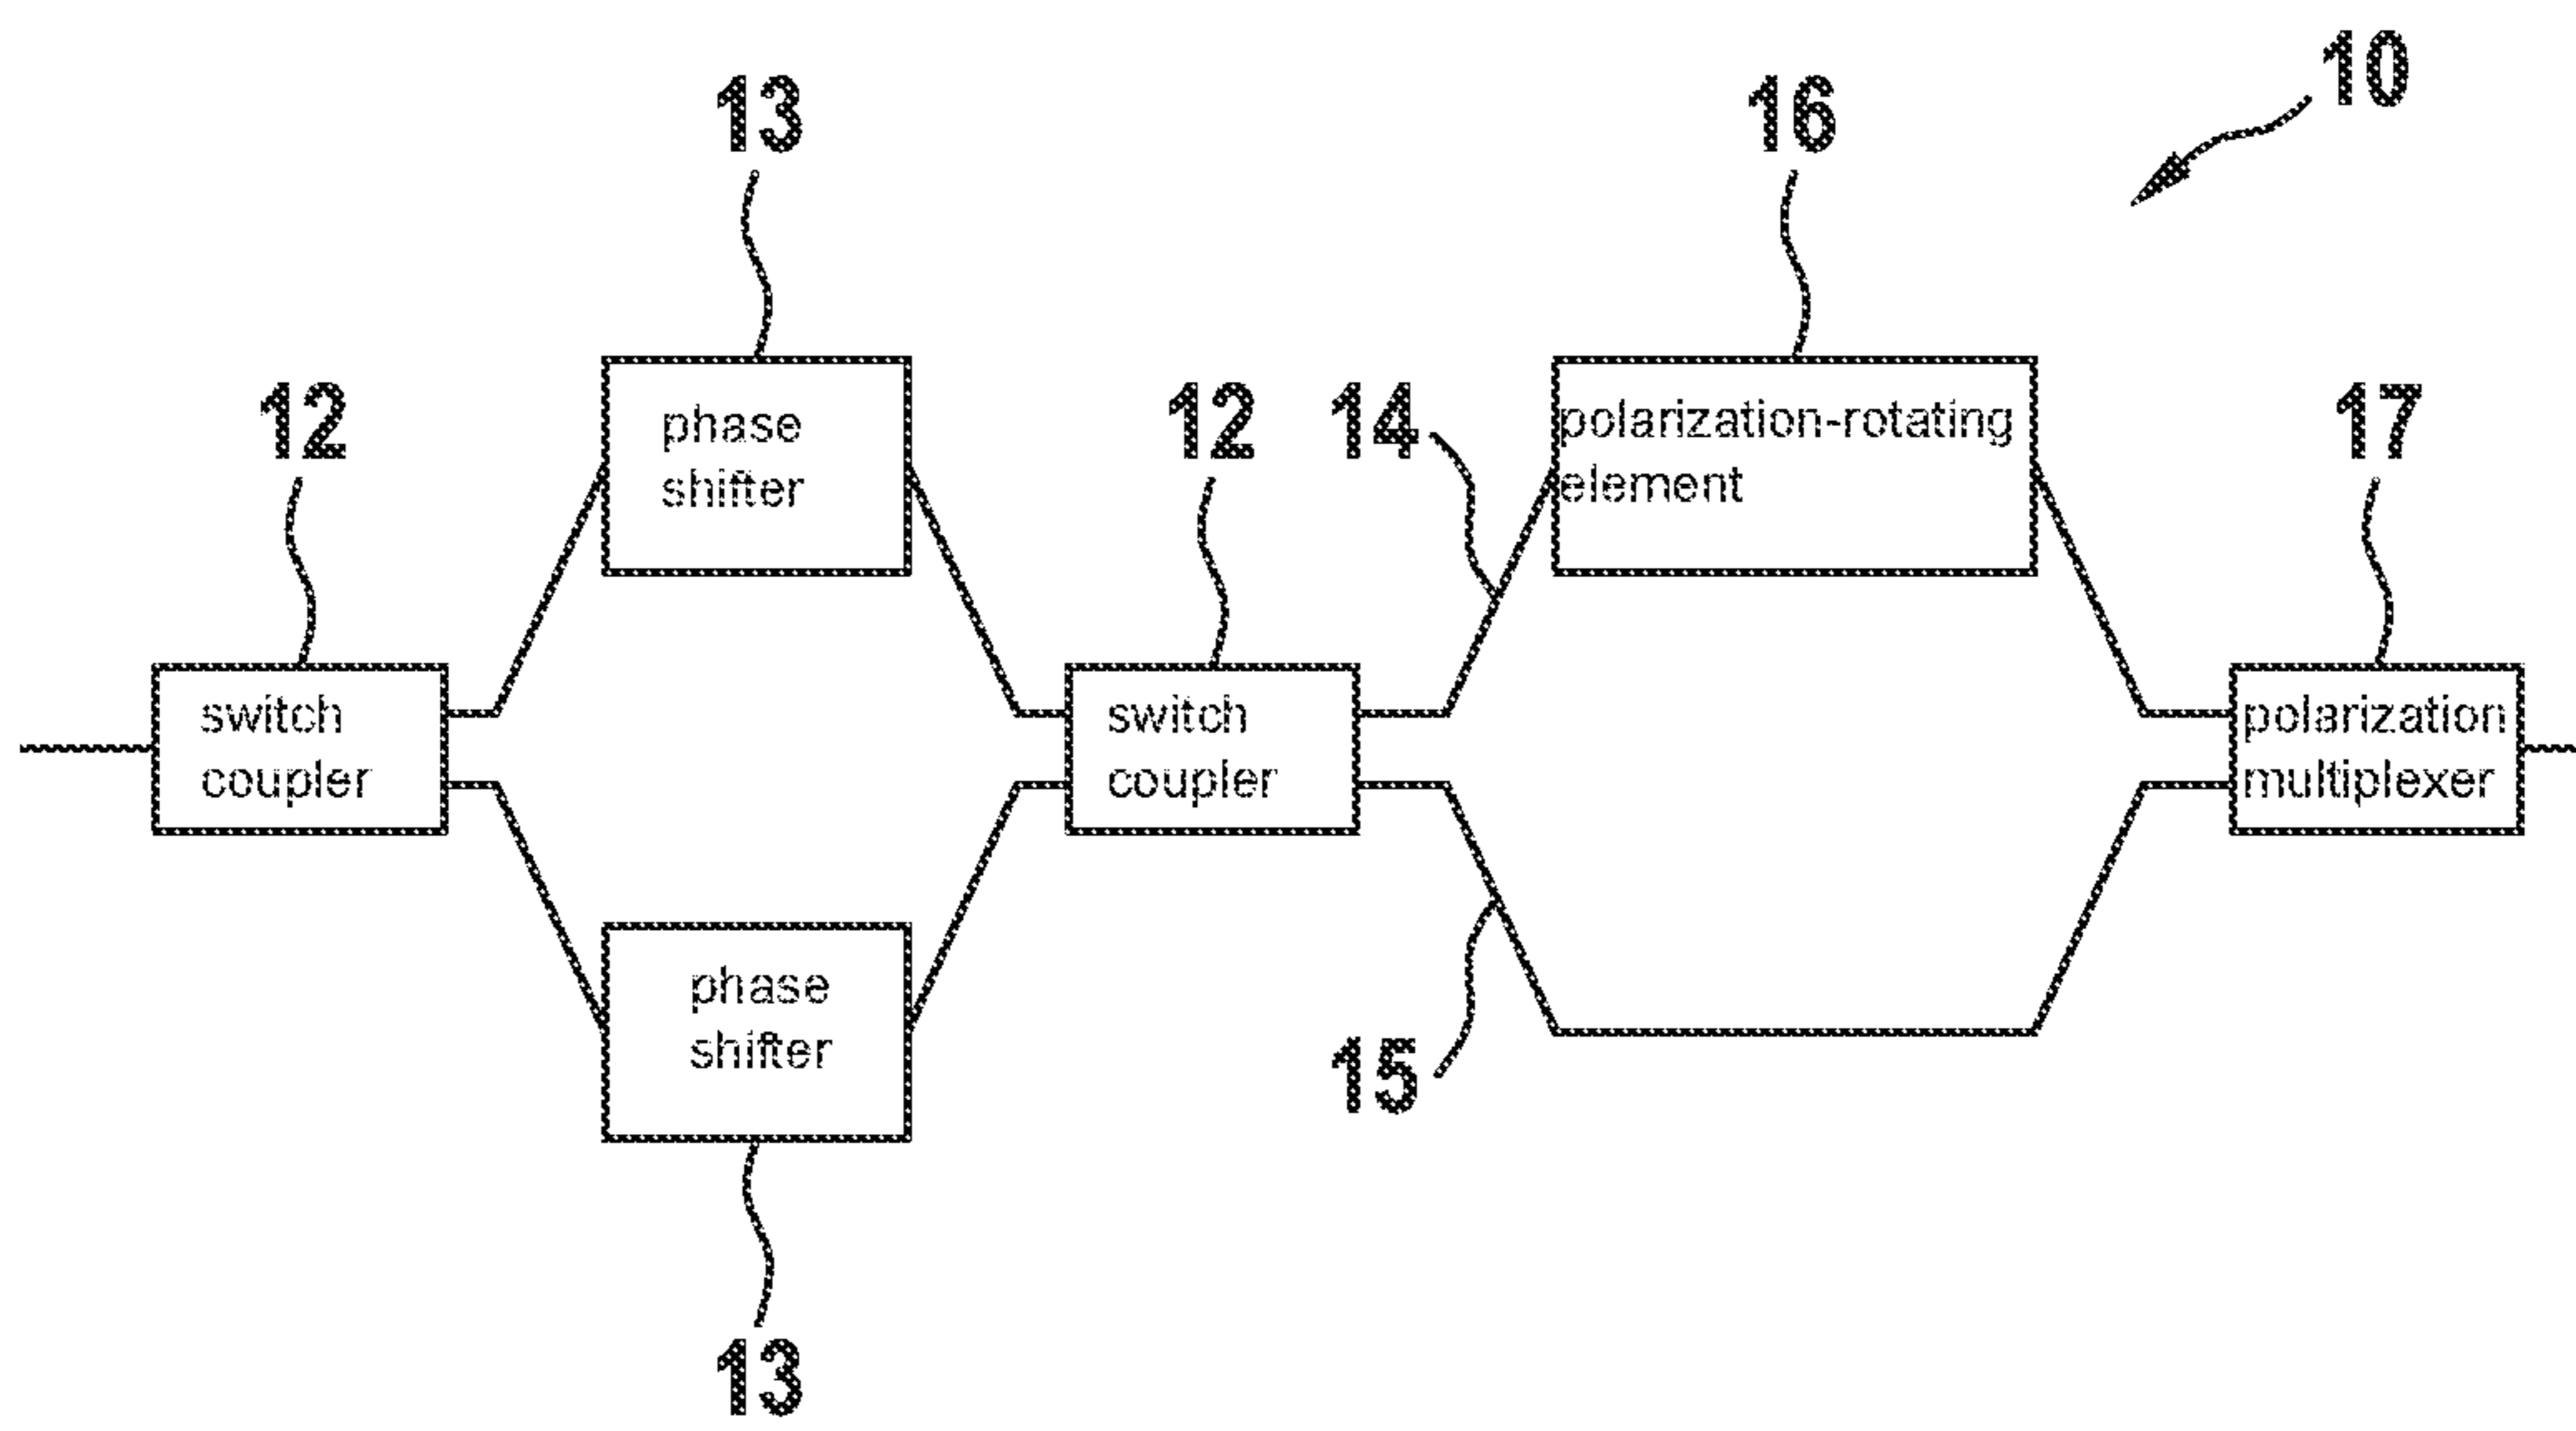 10
13
16
12
phase
shifter
12
14
polarization-rotating
element
17
switch
coupler
switch
coupler
polarization
multiplexer
phase
shifter
15
13